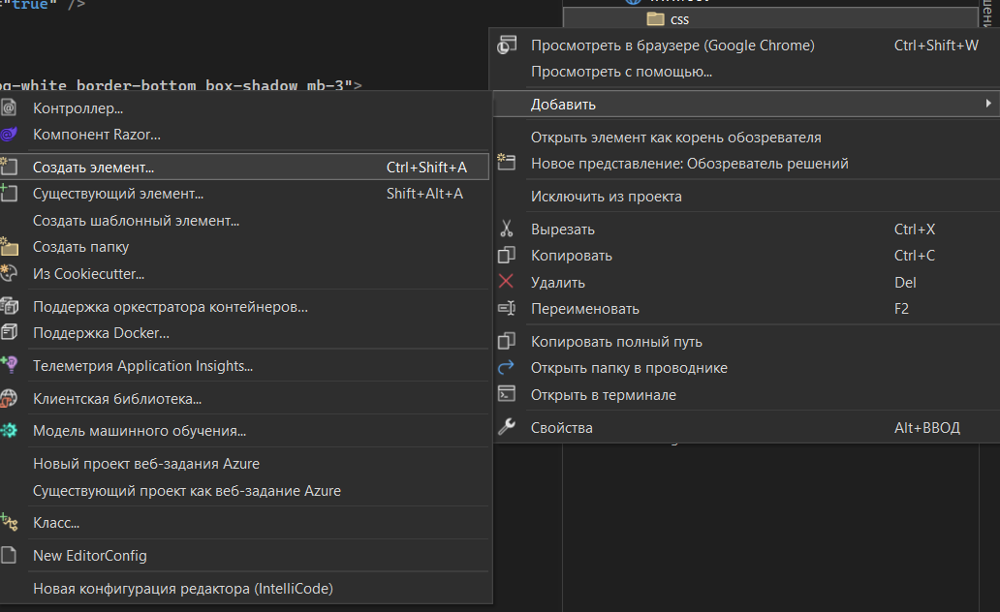 ="true" />
css
bg-white border-bottom box-shadow mb-3">
Просмотреть в браузере (Google Chrome) Ctrl+Shift+W
Просмотреть с помощью...
Добавить
Открыть элемент как корень обозревателя
Новое представление: Обозреватель решений
Исключить из проекта
Вырезать Ctrl+X
Копировать Ctrl+C
Удалить Del
Переименовать F2
Копировать полный путь
Открыть папку в проводнике
Открыть в терминале
Свойства Alt+ВВОД
Контроллер...
Компонент Razor...
Создать элемент... Ctrl+Shift+A
Существующий элемент... Shift+Alt+A
Создать шаблонный элемент...
Создать папку
Из Cookiecutter...
Поддержка оркестратора контейнеров...
Поддержка Docker...
Телеметрия Application Insights...
Клиентская библиотека...
Модель машинного обучения...
Новый проект веб-задания Azure
Существующий проект как веб-задание Azure
Класс...
New EditorConfig
Новая конфигурация редактора (IntelliCode)